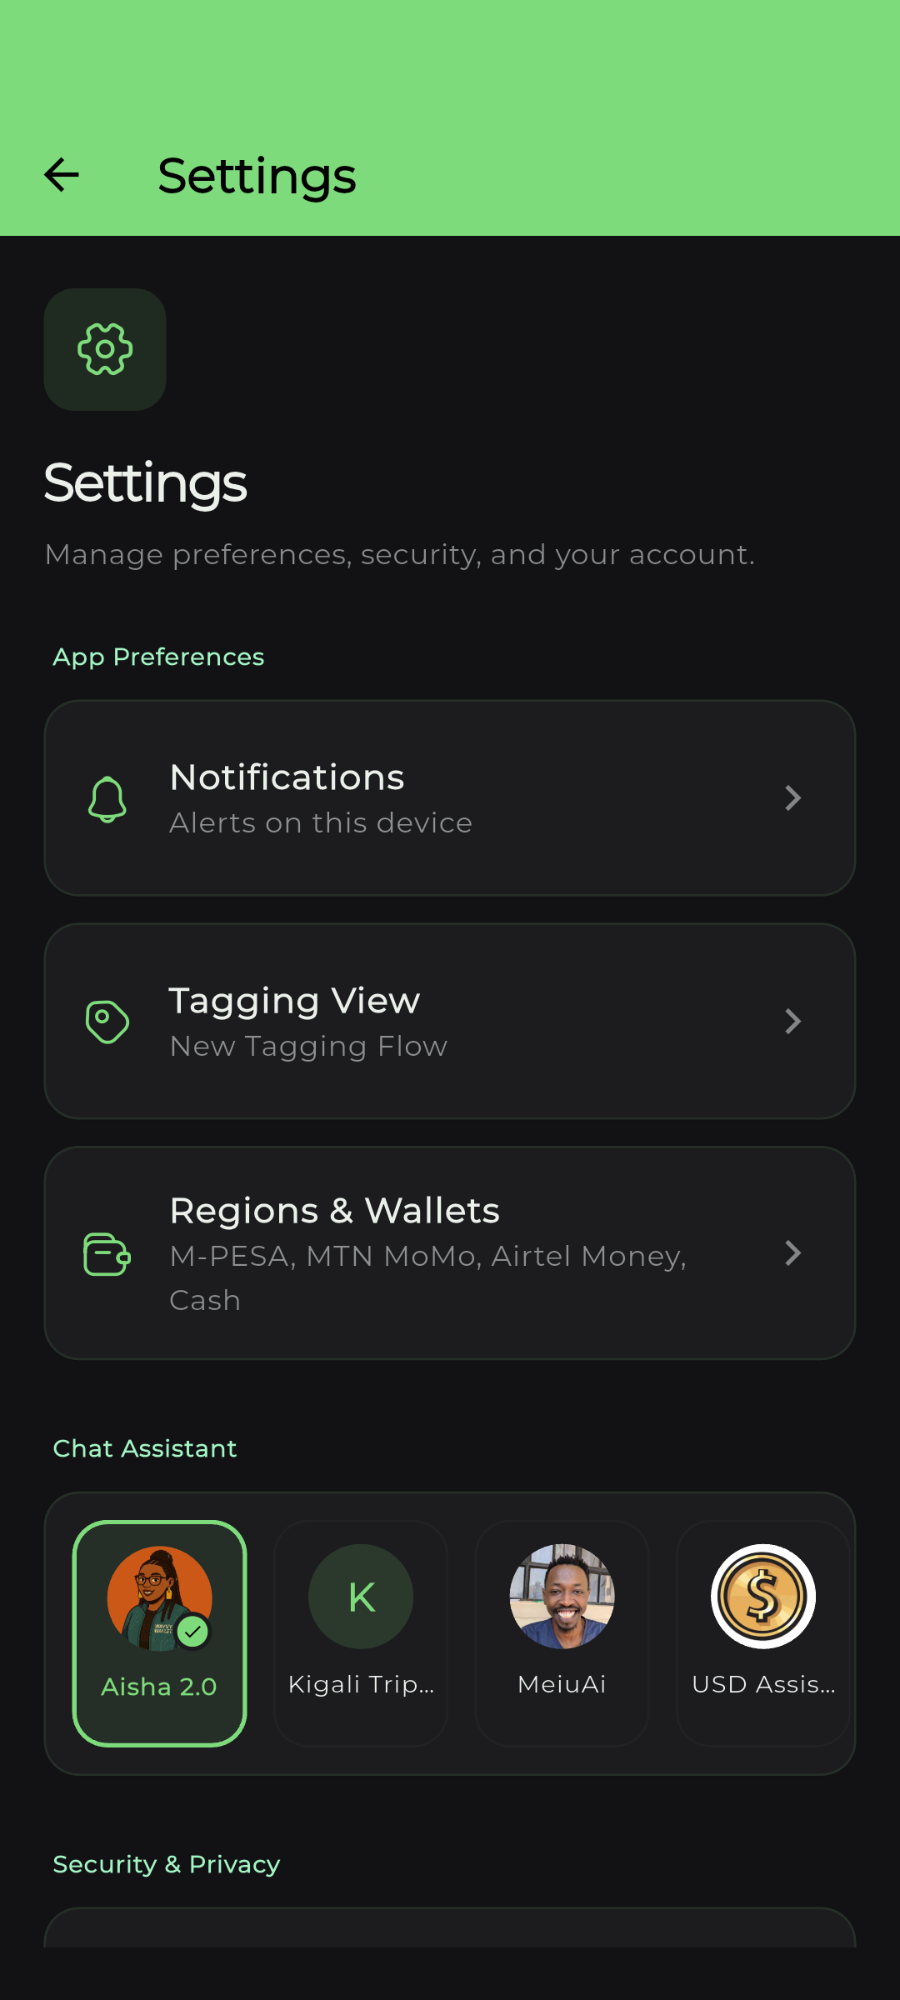 Settings
Settings
Manage preferences, security, and your account.
App Preferences
Notifications
Alerts on this device
Tagging View
New Tagging Flow
Regions & Wallets
M-PESA, MTN MoMo, Airtel Money,
Cash
Chat Assistant
K
Aisha 2.0
Kigali Trip...
MeiuAi
USD Assis...
Security & Privacy